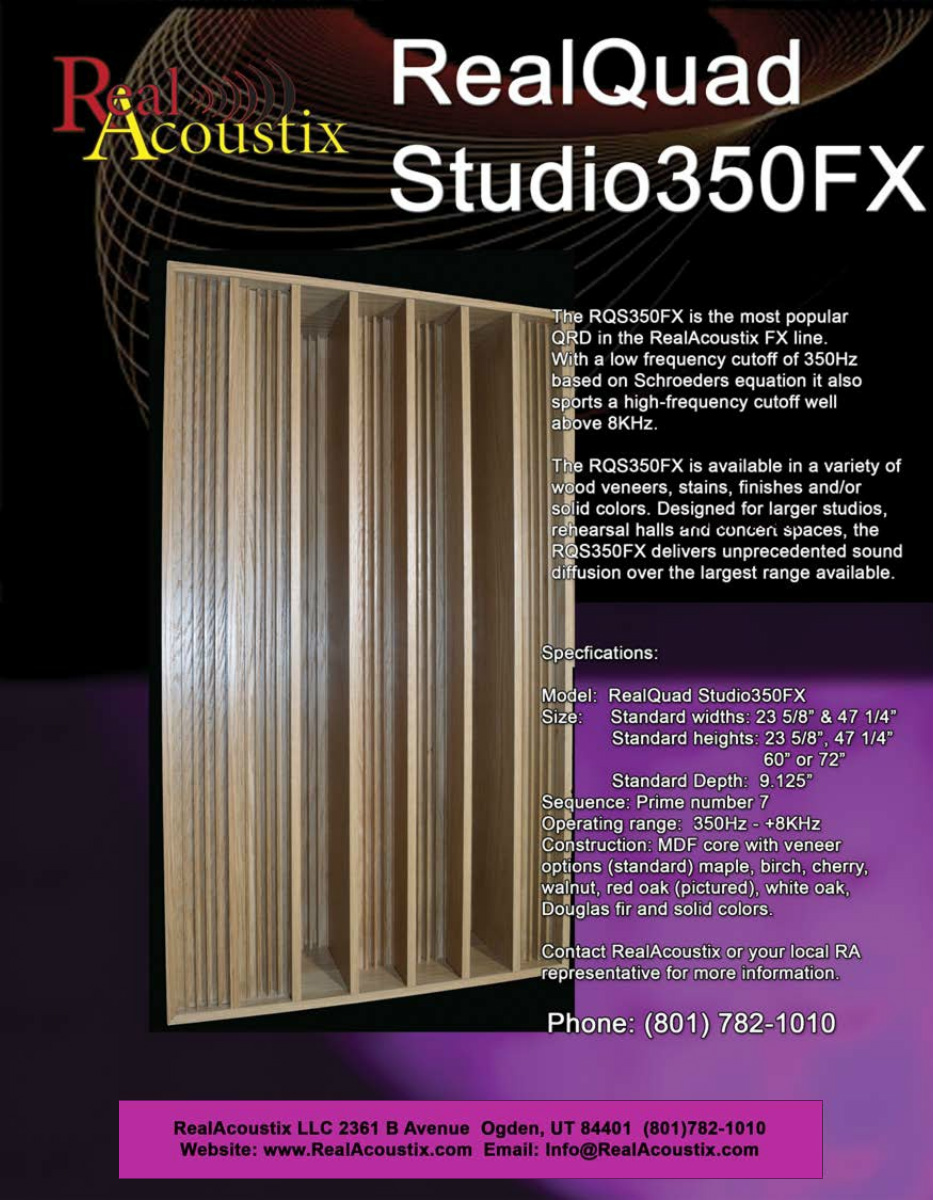 Real
Acoustix
RealQuad
Studio350FX
The RQS350FX is the most popular
QRD in the RealAcoustix FX line.
With a low frequency cutoff of 350Hz
based on Schroeders equation it also
sports a high-frequency cutoff well
above 8KHz.
The RQS350FX is available in a variety of
wood veneers, stains, finishes and/or
solid colors. Designed for larger studios,
rehearsal halls and concert spaces, the
RQS350FX delivers unprecedented sound
diffusion over the largest range available.
Specfications:
Model: RealQuad Studio350FX
Size: Standard widths: 23 5/8" & 47 1/4"
Standard heights: 23 5/8", 47 1/4"
60" or 72"
Standard Depth: 9.125"
Sequence: Prime number 7
Operating range: 350Hz - +8KHz
Construction: MDF core with veneer
options (standard) maple, birch, cherry,
walnut, red oak (pictured), white oak,
Douglas fir and solid colors.
Contact RealAcoustix or your local RA
representative for more information.
Phone: (801) 782-1010
RealAcoustix LLC 2361 B Avenue Ogden, UT 84401 (801)782-1010
Website: www.RealAcoustix.com Email: Info@RealAcoustix.com